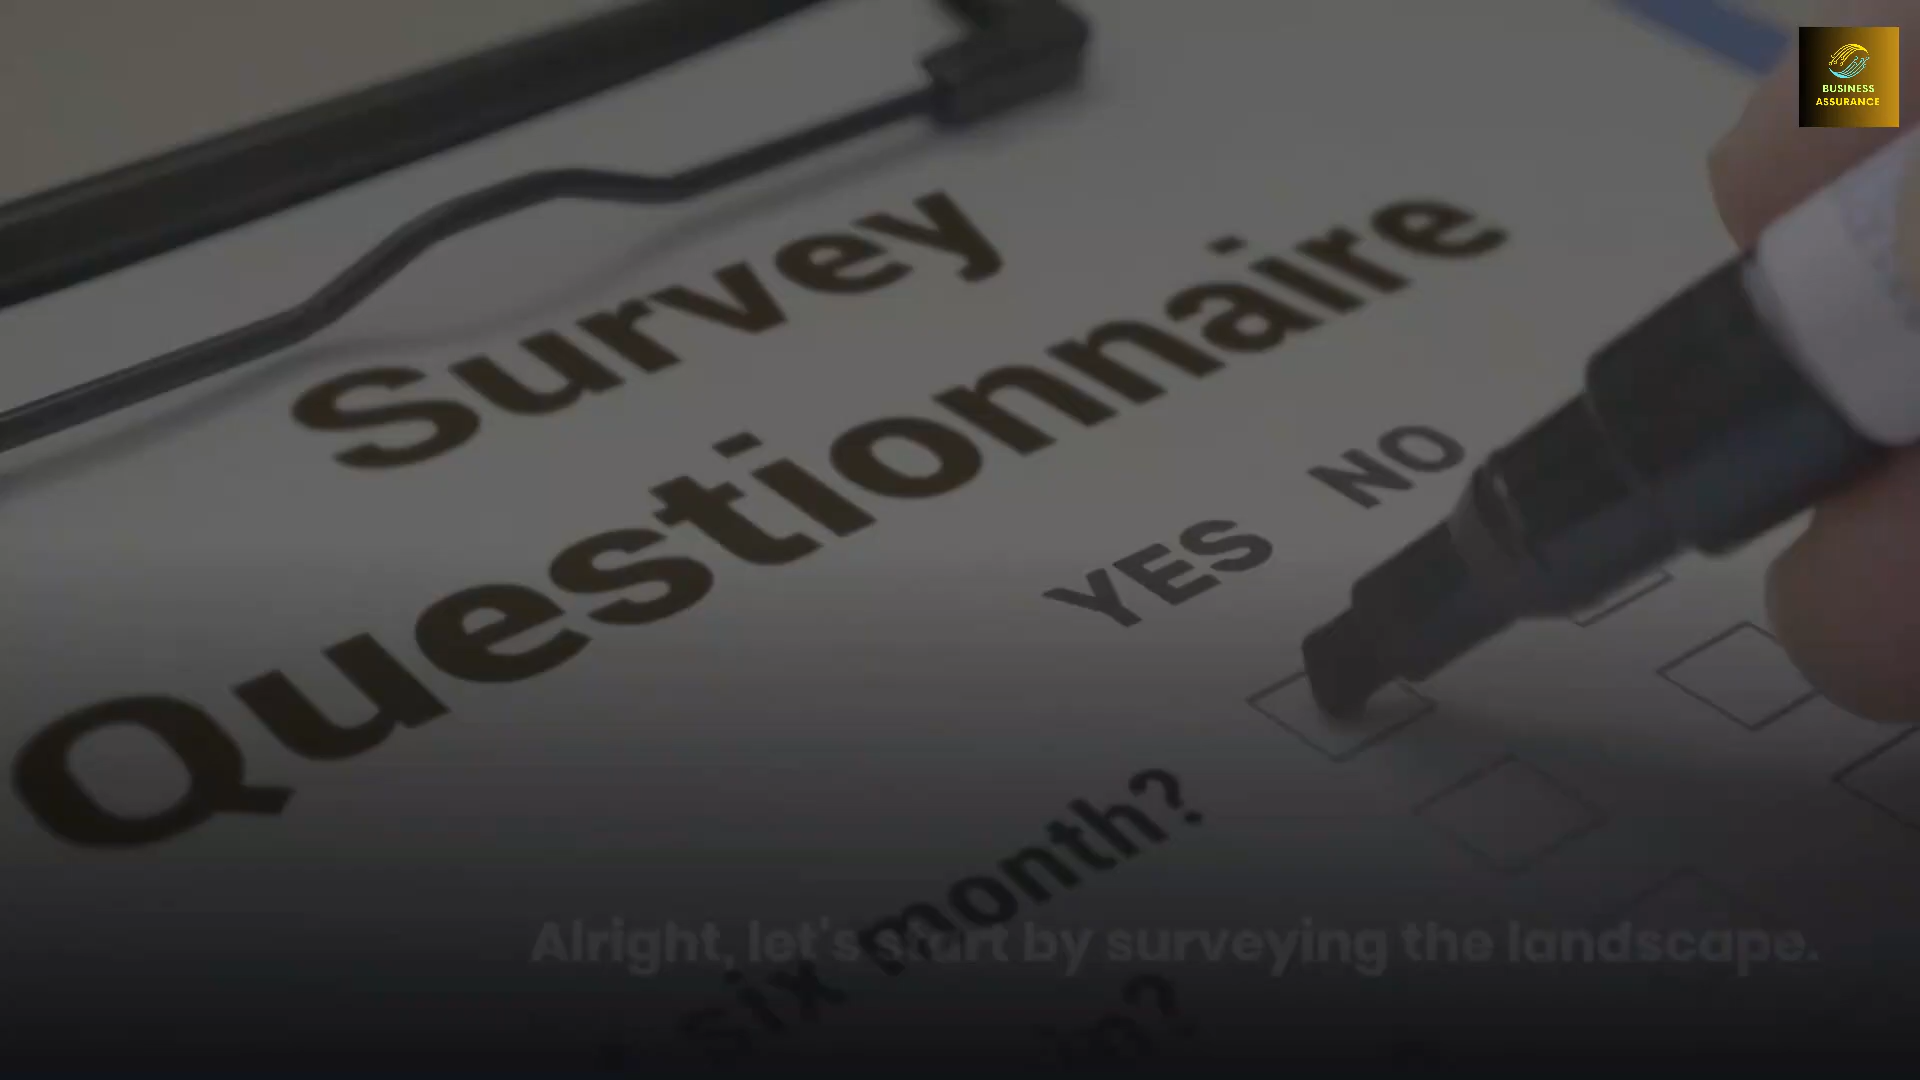 BUSINESS
ASSURANCE
Survey
Questionnaire
YES NO
six month?
Alright, let's start by surveying the landscape.